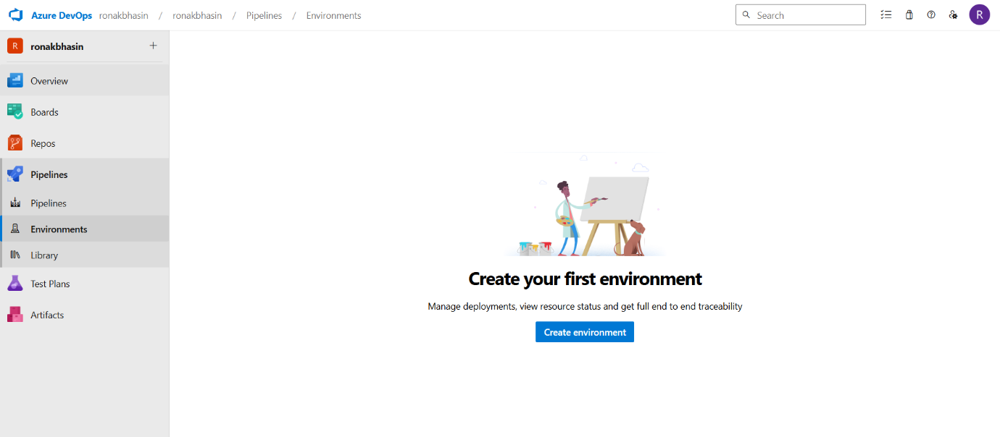 Azure DevOps ronakbhasin / ronakbhasin / Pipelines / Environments Search R
R ronakbhasin +
Overview
Boards
Repos
Pipelines
Pipelines
Environments
Library
Test Plans
Artifacts
Create your first environment
Manage deployments, view resource status and get full end to end traceability
Create environment